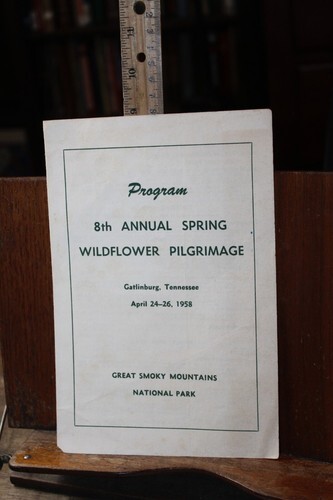 Program
8th ANNUAL SPRING
WILDFLOWER PILGRIMAGE
Gatlinburg, Tennessee
April 24-26, 1958
GREAT SMOKY MOUNTAINS
NATIONAL PARK